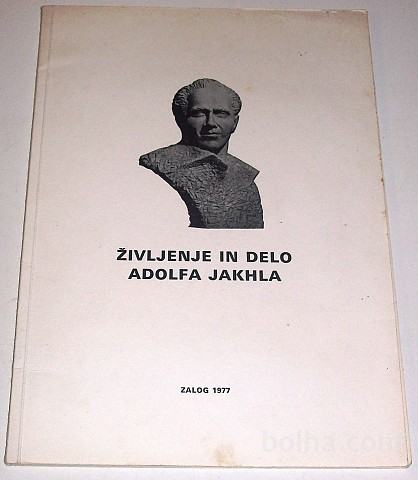 ŽIVLJENJE IN DELO
ADOLFA JAKHLA
ZALOG 1977
bolha.com